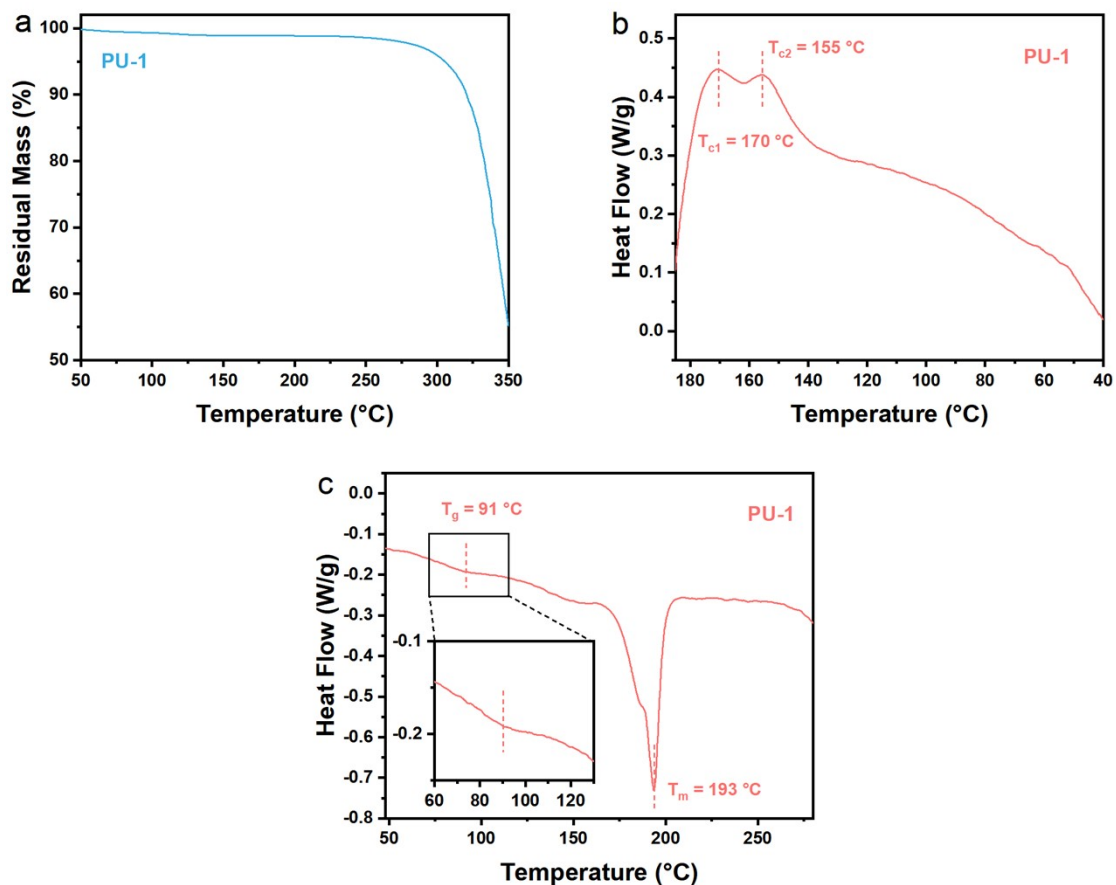 a
PU-1
100
90
80
70
60
50
50
100
150
200
250
300
350
Residual Mass (%)
Temperature (°C)
b
T_c2 = 155 °C
PU-1
T_c1 = 170 °C
0.5
0.4
0.3
0.2
0.1
0.0
180
160
140
120
100
80
60
40
Heat Flow (W/g)
Temperature (°C)
c
T_g = 91 °C
PU-1
0.0
-0.1
-0.2
-0.3
-0.4
-0.5
-0.6
-0.7
-0.8
-0.1
-0.2
60
80
100
120
T_m = 193 °C
50
100
150
200
250
Heat Flow (W/g)
Temperature (°C)